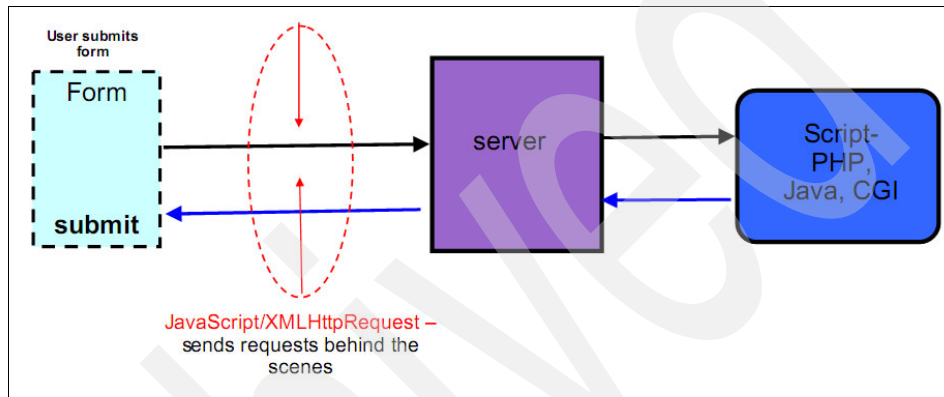 User submits
form
Form
submit
server
Script-
PHP,
Java, CGI
JavaScript/XMLHttpRequest –
sends requests behind the
scenes